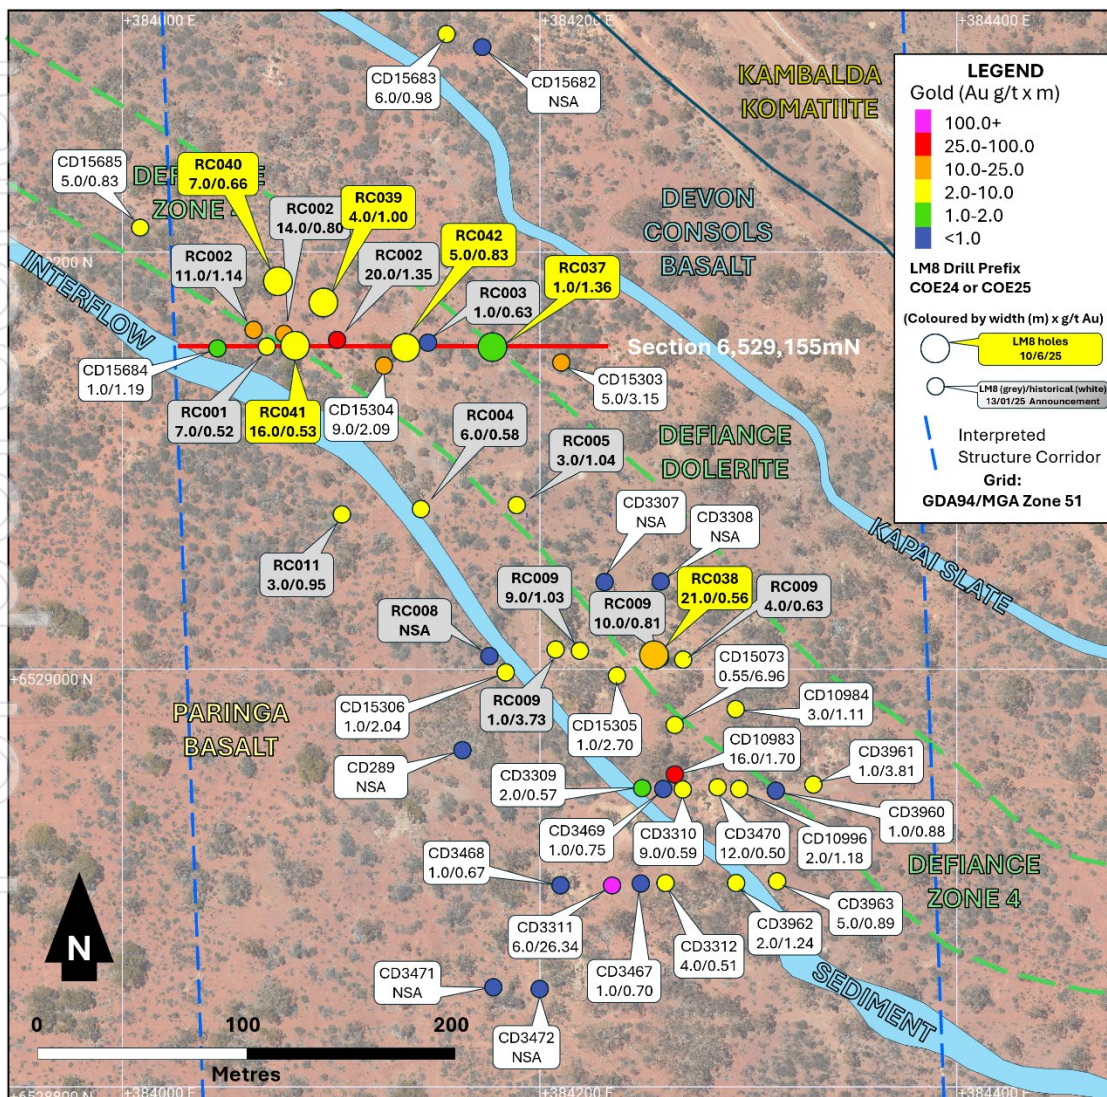 +384000 E
+384200 E
+384400 E
CD15683
6.0/0.98
CD15682
NSA
KAMBALDA
KOMATIITE
LEGEND
Gold (Au g/t x m)
100.0+
25.0-100.0
10.0-25.0
2.0-10.0
1.0-2.0
<1.0
LM8 Drill Prefix
COE24 or COE25
(Coloured by width (m) x g/t Au)
LM8 holes
10/6/25
LM8 (grey)/historical (white)
13/01/25 Announcement
Interpreted
Structure Corridor
Grid:
GDA94/MGA Zone 51
CD15685
5.0/0.83
ZONE
RC040
7.0/0.66
RC002
14.0/0.80
RC039
4.0/1.00
DEVON
CONSOLS
BASALT
RC002
11.0/1.14
RC002
20.0/1.35
RC042
5.0/0.83
RC003
1.0/0.63
RC037
1.0/1.36
INTERFLOW
Section 6,529,155mN
CD15684
1.0/1.19
RC001
7.0/0.52
RC041
16.0/0.53
CD15304
9.0/2.09
CD15303
5.0/3.15
RC004
6.0/0.58
RC005
3.0/1.04
DEFIANCE
DOLERITE
KAPAI SLATE
CD3307
NSA
CD3308
NSA
RC011
3.0/0.95
RC009
9.0/1.03
RC009
10.0/0.81
RC038
21.0/0.56
RC009
4.0/0.63
RC008
NSA
+6529000 N
CD15306
1.0/2.04
RC009
1.0/3.73
CD15305
1.0/2.70
CD15073
0.55/6.96
CD10984
3.0/1.11
PARINGA
BASALT
CD289
NSA
CD3309
2.0/0.57
CD10983
16.0/1.70
CD3961
1.0/3.81
CD3469
1.0/0.75
CD3310
9.0/0.59
CD3470
12.0/0.50
CD10996
2.0/1.18
CD3960
1.0/0.88
CD3468
1.0/0.67
DEFIANCE
ZONE 4
CD3311
6.0/26.34
CD3467
1.0/0.70
CD3312
4.0/0.51
CD3962
2.0/1.24
CD3963
5.0/0.89
N
CD3471
NSA
CD3472
NSA
SEDIMENT
0
100
200
Metres
+6528800 N
+384000 E
+384200 E
+384400 E